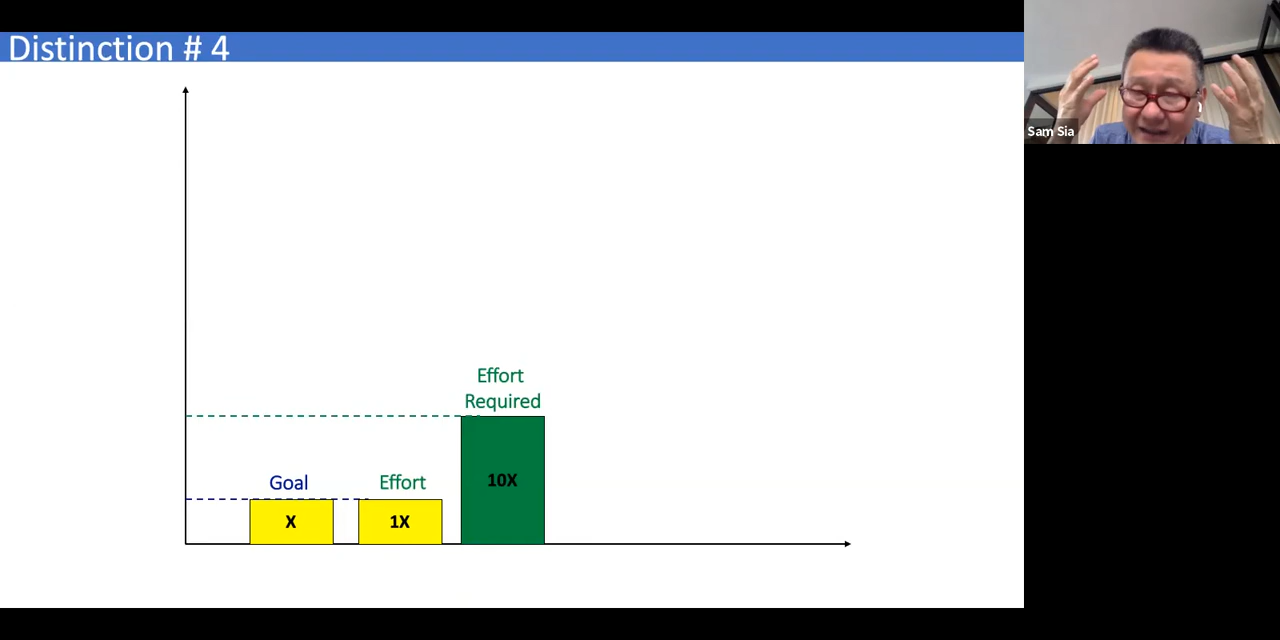 Distinction # 4
Sam Sia
Effort
Required
10X
Goal
Effort
X
1X